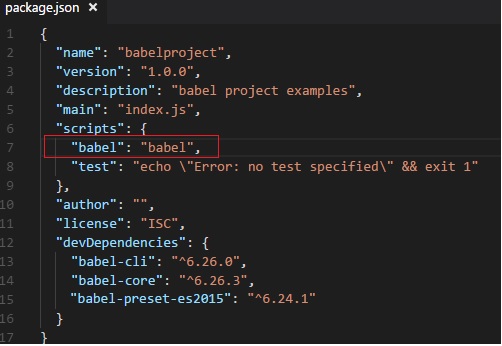 package.json ×
1 {
2 "name": "babelproject",
3 "version": "1.0.0",
4 "description": "babel project examples",
5 "main": "index.js",
6 "scripts": {
7 "babel": "babel",
8 "test": "echo \"Error: no test specified\" && exit 1"
9 },
10 "author": "",
11 "license": "ISC",
12 "devDependencies": {
13 "babel-cli": "^6.26.0",
14 "babel-core": "^6.26.3",
15 "babel-preset-es2015": "^6.24.1"
16 }
17 }